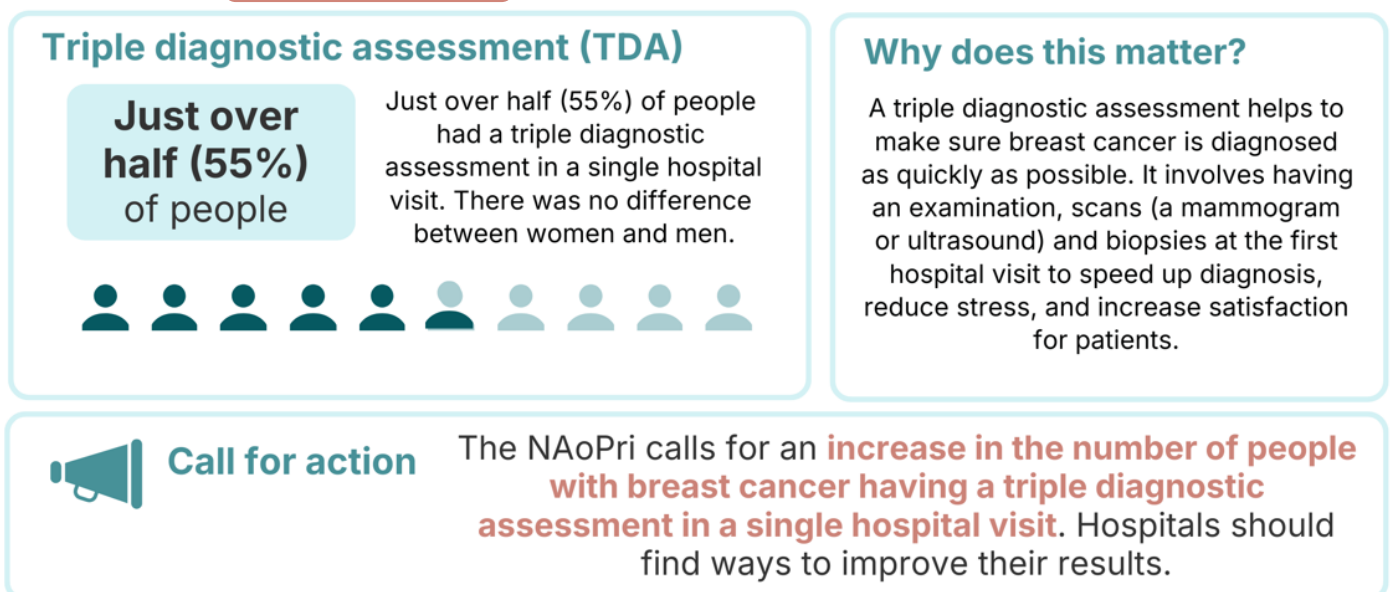 Triple diagnostic assessment (TDA)
Just over
half (55%)
of people
Just over half (55%) of people
had a triple diagnostic
assessment in a single hospital
visit. There was no difference
between women and men.
Why does this matter?
A triple diagnostic assessment helps to
make sure breast cancer is diagnosed
as quickly as possible. It involves having
an examination, scans (a mammogram
or ultrasound) and biopsies at the first
hospital visit to speed up diagnosis,
reduce stress, and increase satisfaction
for patients.
Call for action
The NAoPri calls for an increase in the number of people
with breast cancer having a triple diagnostic
assessment in a single hospital visit. Hospitals should
find ways to improve their results.